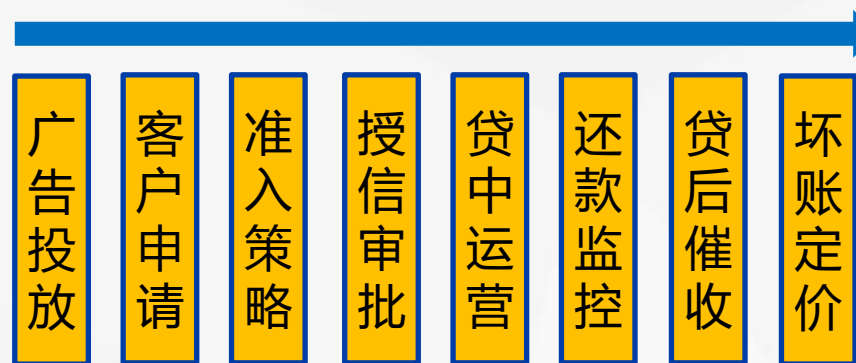 广告投放
客户申请
准入策略
授信审批
贷中运营
还款监控
贷后催收
坏账定价